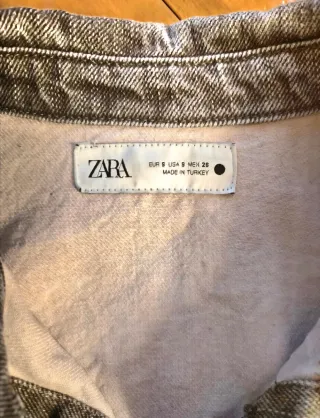 ZARA
EUR S USA S MEX 26
MADE IN TURKEY